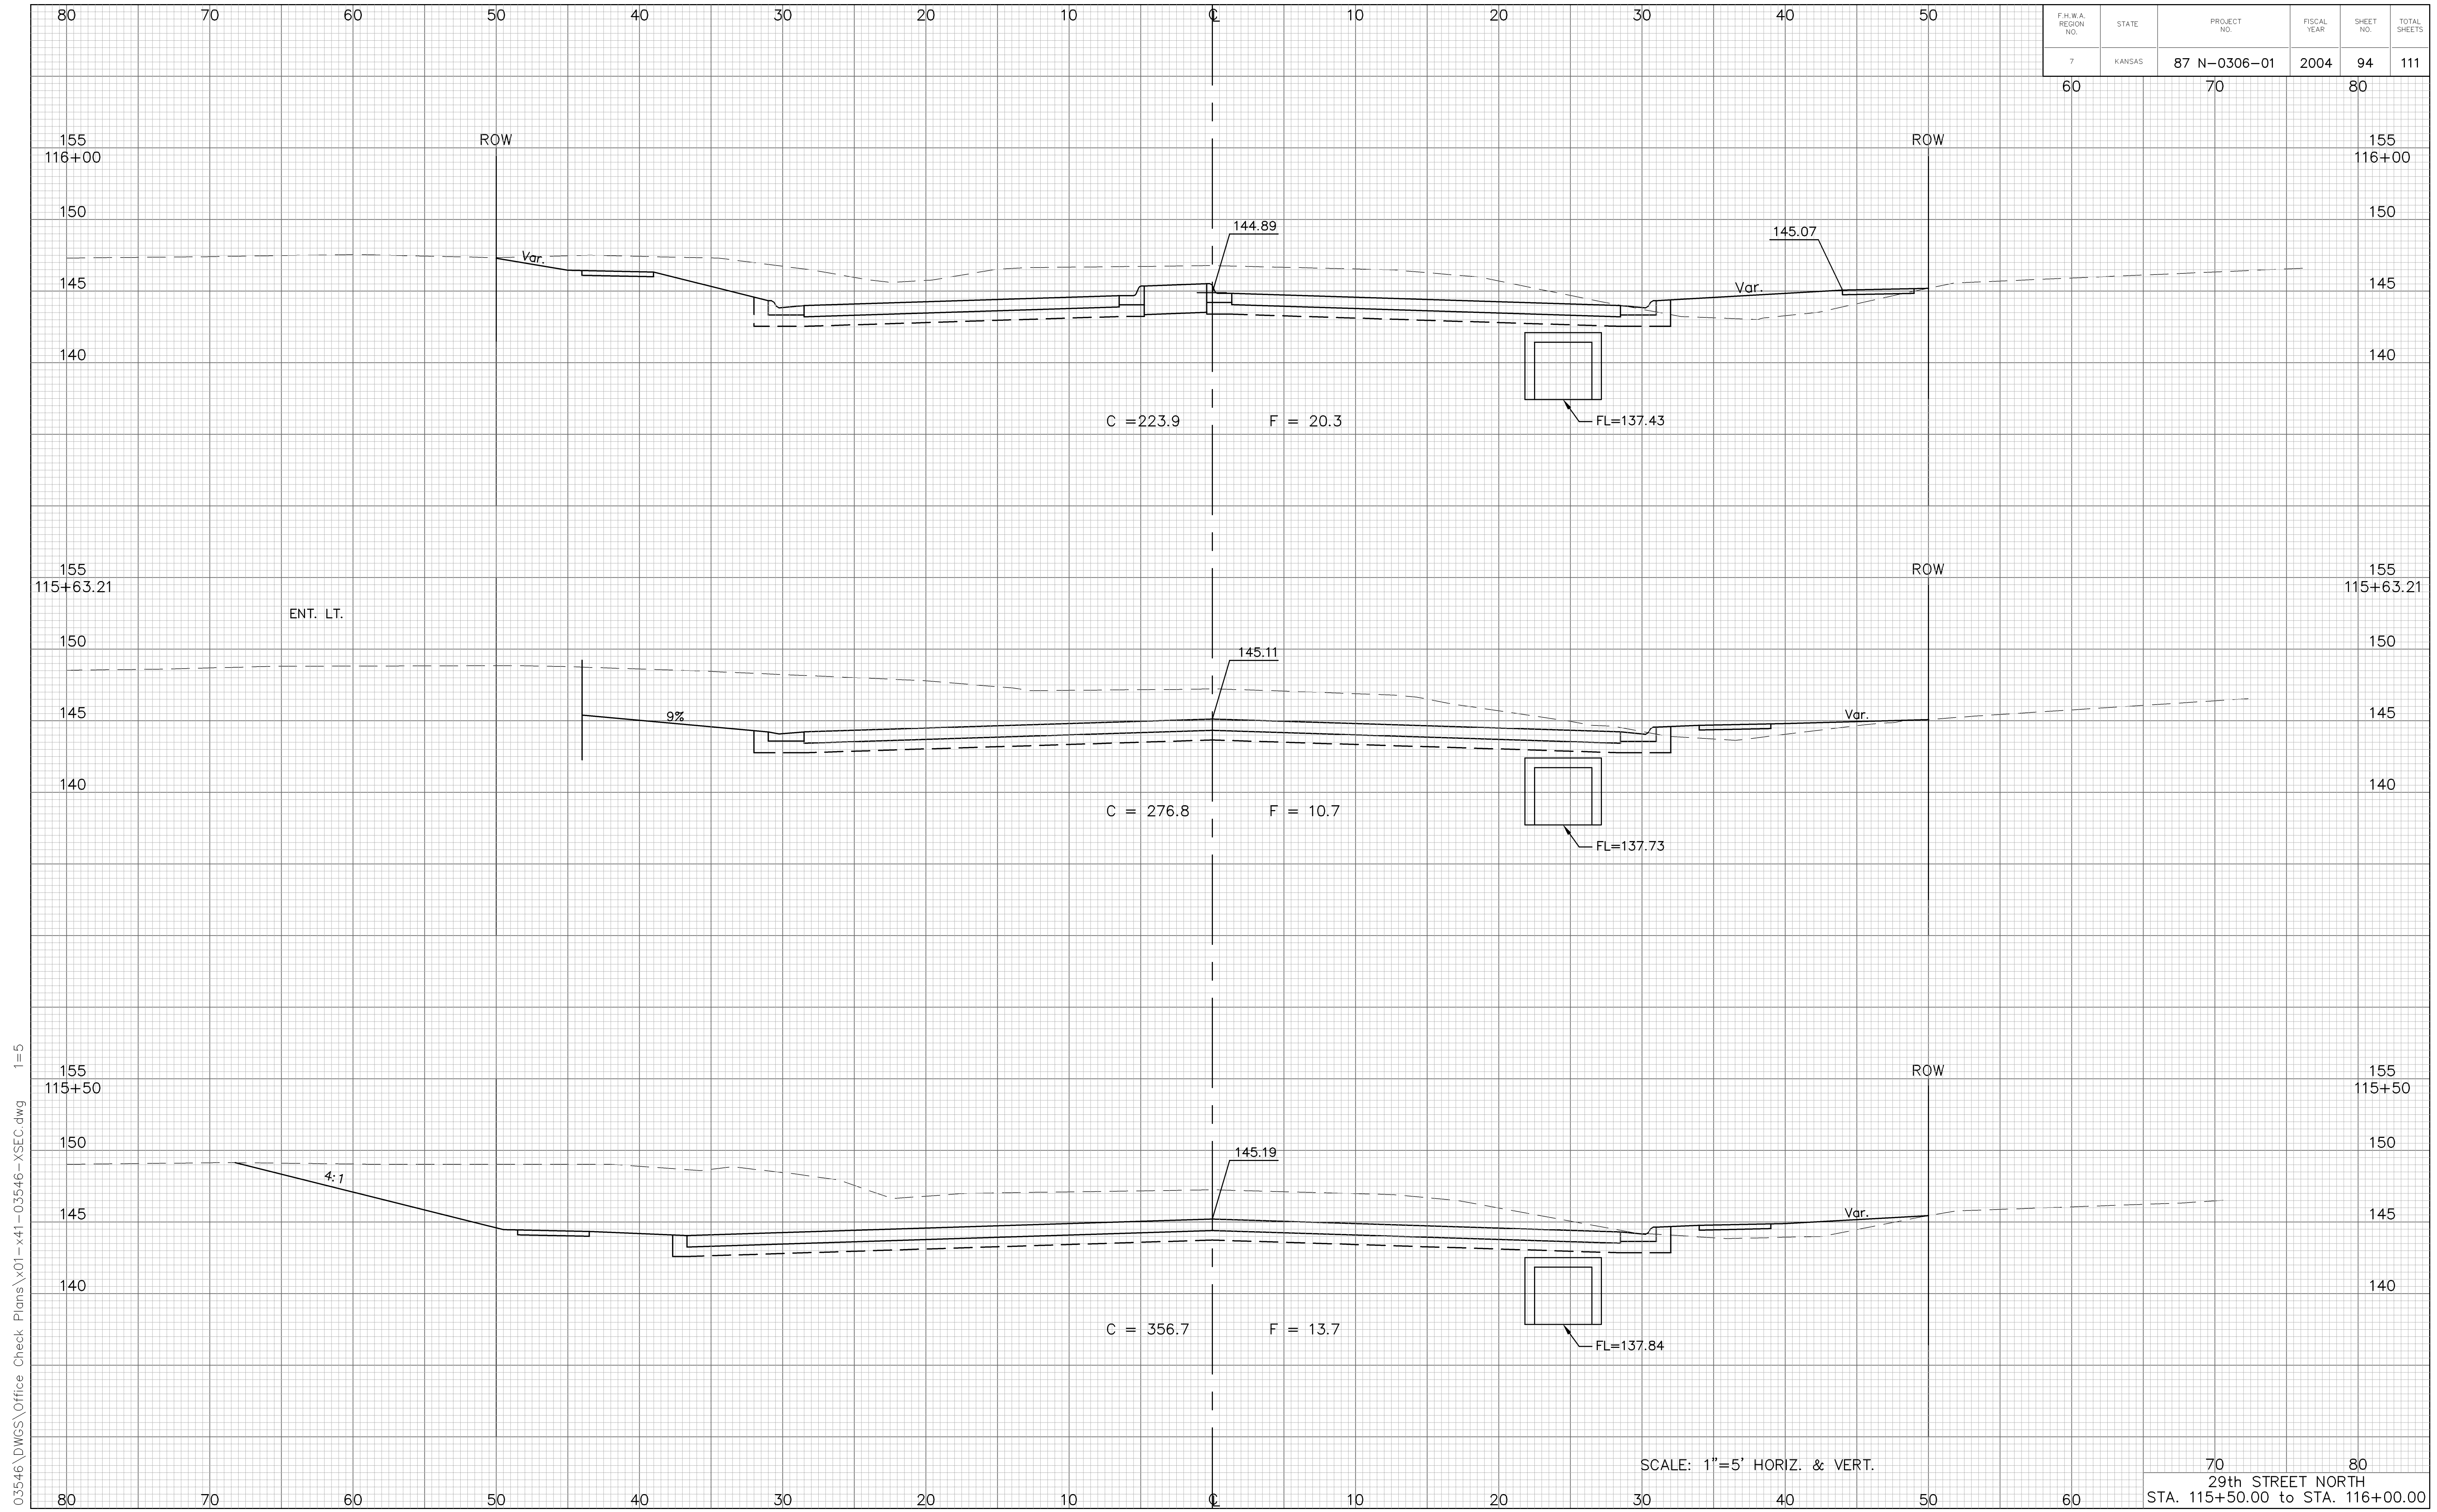 80 70 60 50 40 30 20 10 ℄ 10 20 30 40 50
F.H.W.A. REGION NO. STATE PROJECT NO. FISCAL YEAR SHEET NO. TOTAL SHEETS
7 KANSAS 87 N-0306-01 2004 94 111
60 70 80
155 ROW ROW 155
116+00 116+00
150 150
144.89 145.07
Var.
145 Var. 145
140 140
C =223.9 F = 20.3 FL=137.43
155 ROW 155
115+63.21 115+63.21
ENT. LT.
150 150
145.11
145 9% Var. 145
140 140
C = 276.8 F = 10.7
FL=137.73
155 ROW 155
115+50 115+50
150 150
145.19
4:1
145 Var. 145
140 140
C = 356.7 F = 13.7
FL=137.84
SCALE: 1"=5' HORIZ. & VERT.
70 80
29th STREET NORTH
STA. 115+50.00 to STA. 116+00.00
80 70 60 50 40 30 20 10 ℄ 10 20 30 40 50 60
03546\DWGS\Office Check Plans\x01-x41-03546-XSEC.dwg 1=5